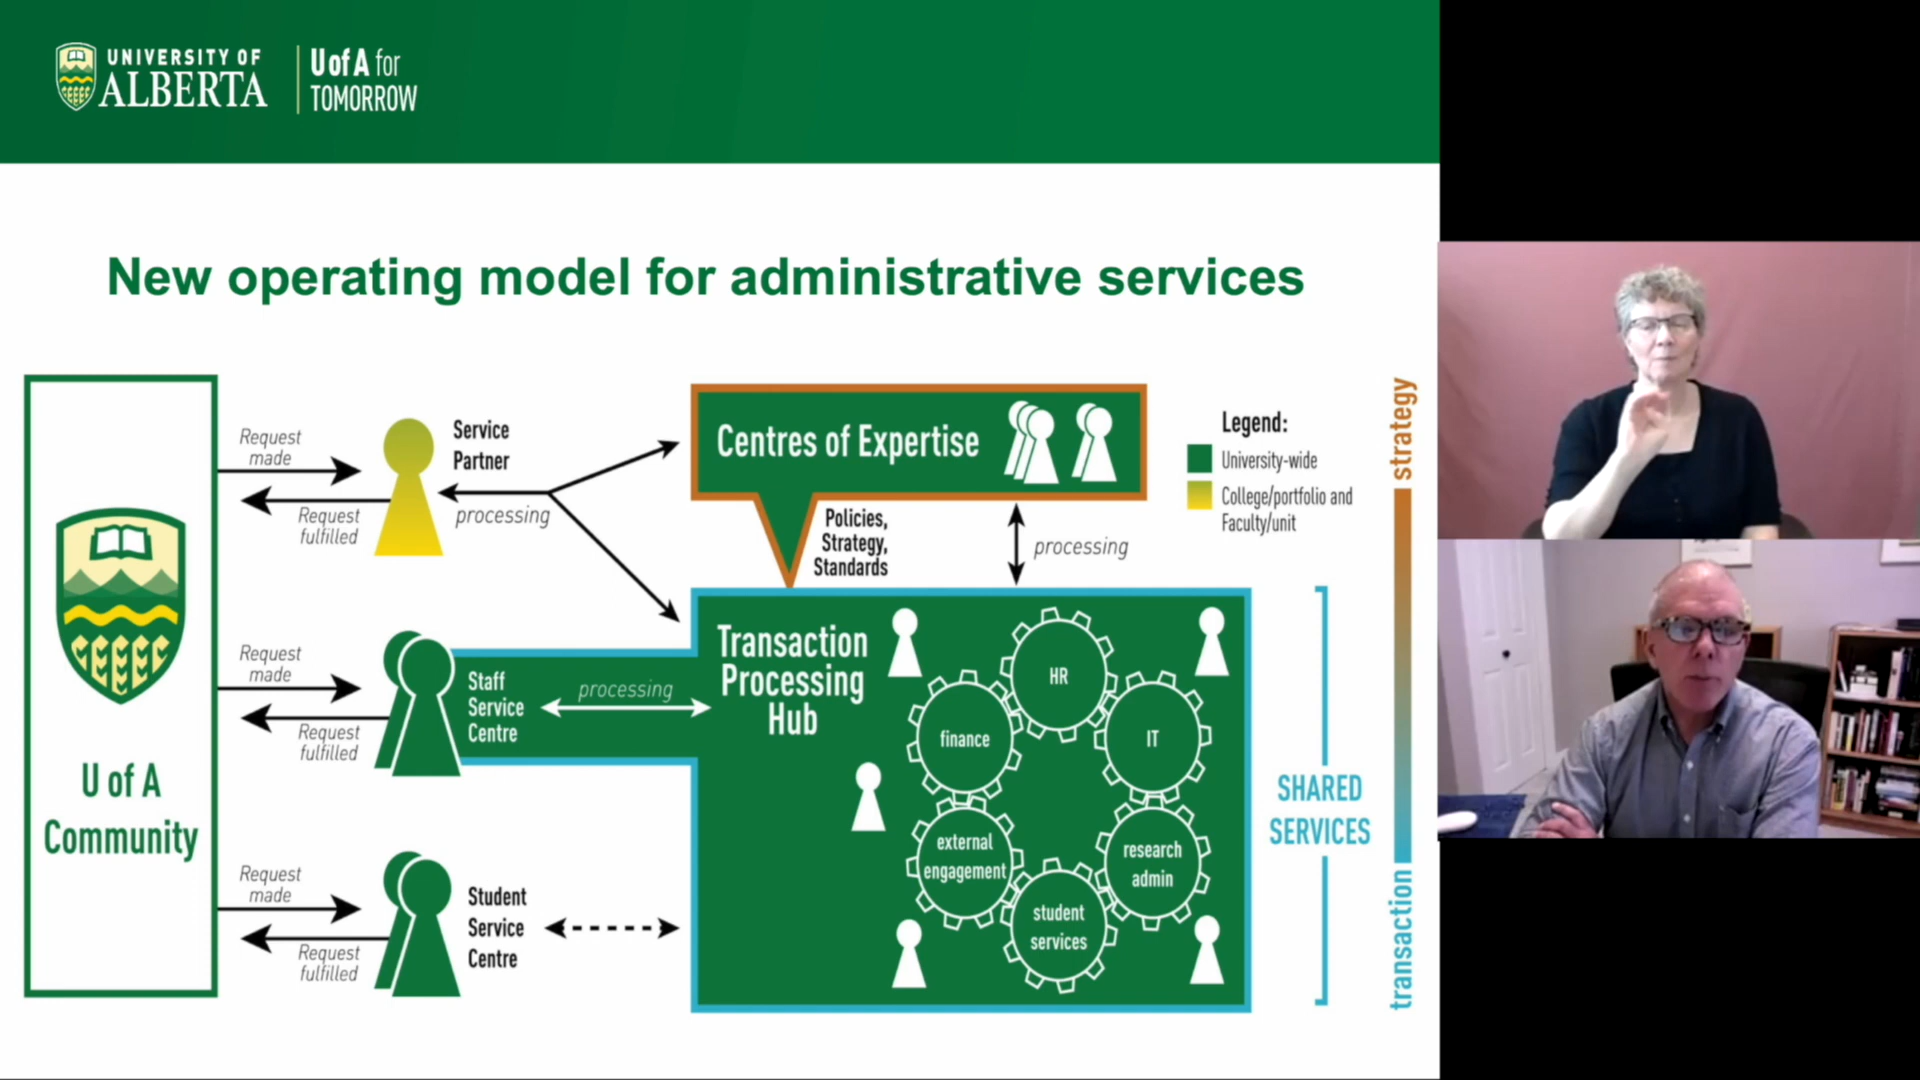 UNIVERSITY OF
ALBERTA
U of A for
TOMORROW
New operating model for administrative services
U of A
Community
Request
made
Request
fulfilled
Service
Partner
processing
Centres of Expertise
Policies,
Strategy,
Standards
processing
Legend:
University-wide
College/portfolio and
Faculty/unit
strategy
Request
made
Request
fulfilled
Staff
Service
Centre
processing
Transaction
Processing
Hub
HR
finance
IT
external
engagement
research
admin
student
services
SHARED
SERVICES
transaction
Request
made
Request
fulfilled
Student
Service
Centre